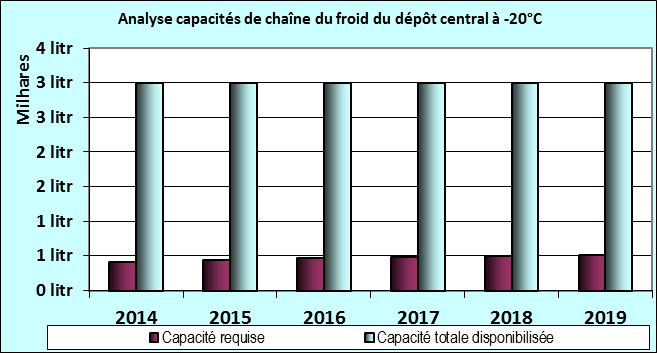 Analyse capacités de chaîne du froid du dépôt central à -20°C
Milhares
4 litr
3 litr
3 litr
2 litr
2 litr
1 litr
1 litr
0 litr
2014 2015 2016 2017 2018 2019
Capacité requise Capacité totale disponibilisée